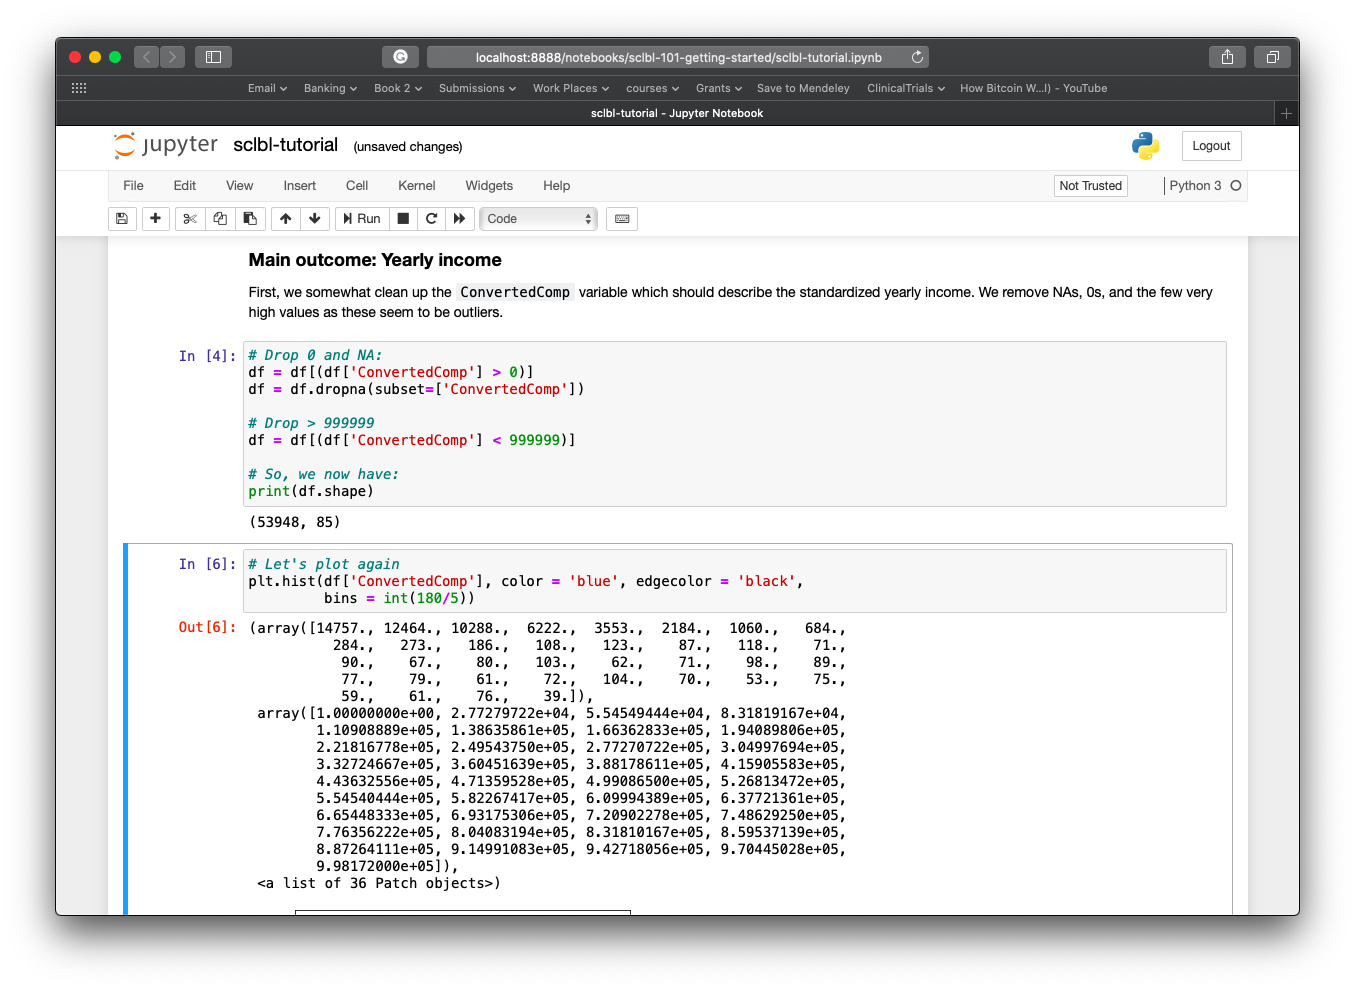 localhost:8888/notebooks/sclbl-101-getting-started/sclbl-tutorial.ipynb
Email Banking Book 2 Submissions Work Places courses Grants Save to Mendeley ClinicalTrials How Bitcoin W...l) - YouTube
sclbl-tutorial - Jupyter Notebook
jupyter sclbl-tutorial (unsaved changes) Logout
File Edit View Insert Cell Kernel Widgets Help Not Trusted Python 3
Run Code
Main outcome: Yearly income
First, we somewhat clean up the ConvertedComp variable which should describe the standardized yearly income. We remove NAs, 0s, and the few very
high values as these seem to be outliers.
In [4]: # Drop 0 and NA:
df = df[(df['ConvertedComp'] > 0)]
df = df.dropna(subset=['ConvertedComp'])
# Drop > 999999
df = df[(df['ConvertedComp'] < 999999)]
# So, we now have:
print(df.shape)
(53948, 85)
In [6]: # Let's plot again
plt.hist(df['ConvertedComp'], color = 'blue', edgecolor = 'black',
bins = int(180/5))
Out[6]: (array([14757., 12464., 10288., 6222., 3553., 2184., 1060., 684.,
284., 273., 186., 108., 123., 87., 118., 71.,
90., 67., 80., 103., 62., 71., 98., 89.,
77., 79., 61., 72., 104., 70., 53., 75.,
59., 61., 76., 39.]),
array([1.00000000e+00, 2.77279722e+04, 5.54549444e+04, 8.31819167e+04,
1.10908889e+05, 1.38635861e+05, 1.66362833e+05, 1.94089806e+05,
2.21816778e+05, 2.49543750e+05, 2.77270722e+05, 3.04997694e+05,
3.32724667e+05, 3.60451639e+05, 3.88178611e+05, 4.15905583e+05,
4.43632556e+05, 4.71359528e+05, 4.99086500e+05, 5.26813472e+05,
5.54540444e+05, 5.82267417e+05, 6.09994389e+05, 6.37721361e+05,
6.65448333e+05, 6.93175306e+05, 7.20902278e+05, 7.48629250e+05,
7.76356222e+05, 8.04083194e+05, 8.31810167e+05, 8.59537139e+05,
8.87264111e+05, 9.14991083e+05, 9.42718056e+05, 9.70445028e+05,
9.98172000e+05]),
<a list of 36 Patch objects>)